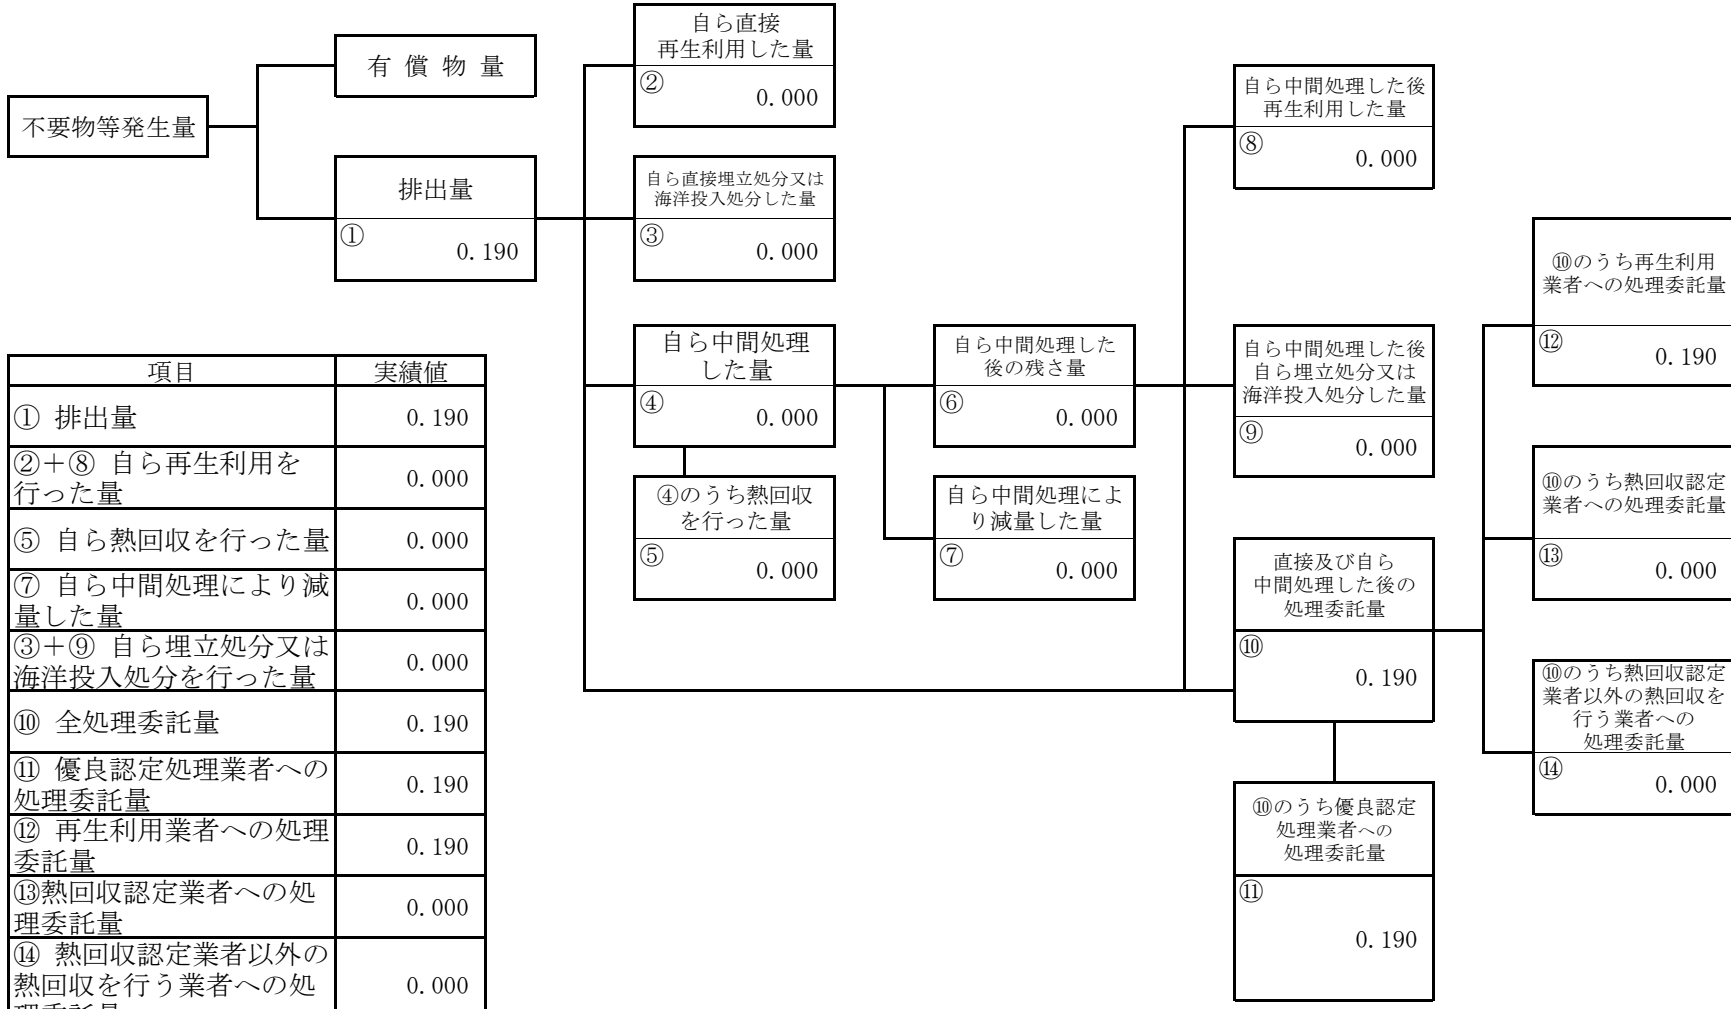 不要物等発生量
有 償 物 量
排出量
①
0.190
自ら直接
再生利用した量
②
0.000
自ら直接埋立処分又は
海洋投入処分した量
③
0.000
自ら中間処理
した量
④
0.000
④のうち熱回収
を行った量
⑤
0.000
自ら中間処理した
後の残さ量
⑥
0.000
自ら中間処理によ
り減量した量
⑦
0.000
自ら中間処理した後
再生利用した量
⑧
0.000
自ら中間処理した後
自ら埋立処分又は
海洋投入処分した量
⑨
0.000
直接及び自ら
中間処理した後の
処理委託量
⑩
0.190
⑩のうち優良認定
処理業者への
処理委託量
⑪
0.190
⑩のうち再生利用
業者への処理委託量
⑫
0.190
⑩のうち熱回収認定
業者への処理委託量
⑬
0.000
⑩のうち熱回収認定
業者以外の熱回収を
行う業者への
処理委託量
⑭
0.000
項目 実績値
① 排出量 0.190
②+⑧ 自ら再生利用を
行った量 0.000
⑤ 自ら熱回収を行った量 0.000
⑦ 自ら中間処理により減
量した量 0.000
③+⑨ 自ら埋立処分又は
海洋投入処分を行った量 0.000
⑩ 全処理委託量 0.190
⑪ 優良認定処理業者への
処理委託量 0.190
⑫ 再生利用業者への処理
委託量 0.190
⑬熱回収認定業者への処
理委託量 0.000
⑭ 熱回収認定業者以外の
熱回収を行う業者への処 0.000